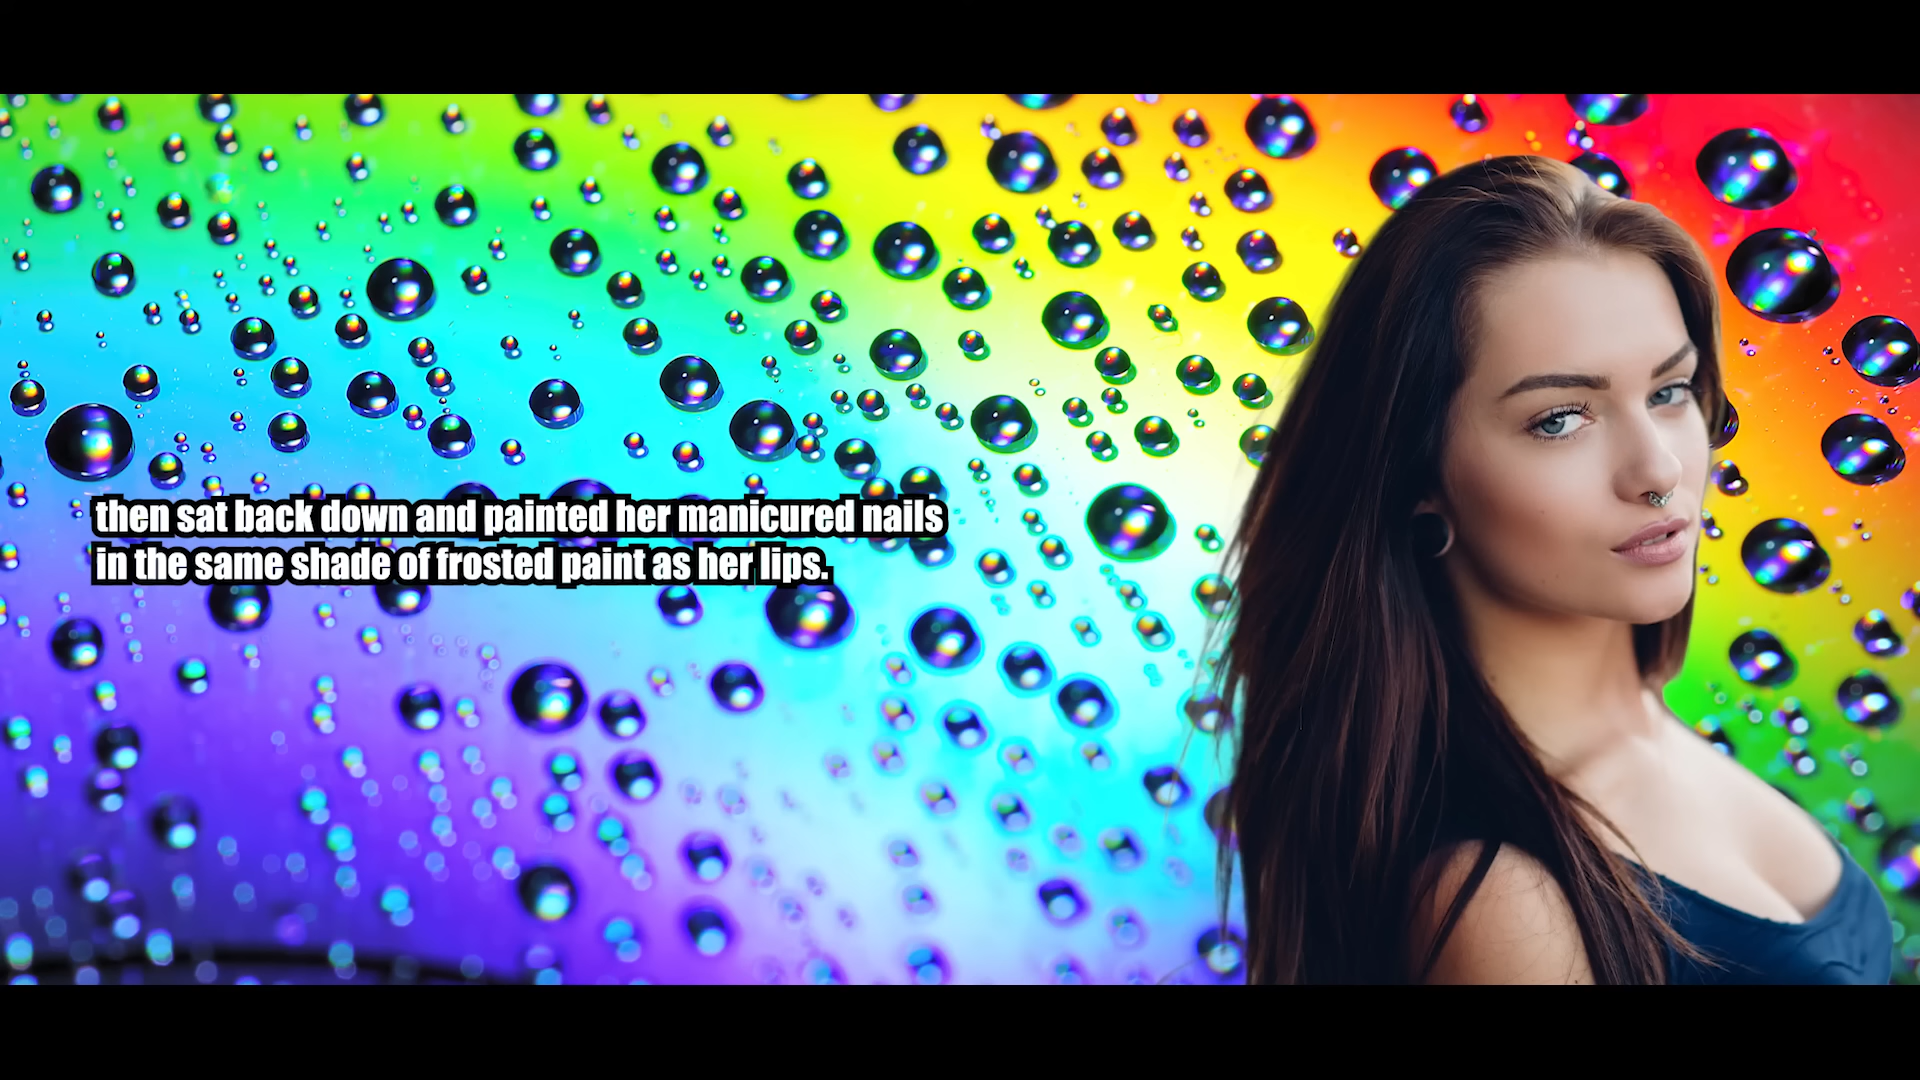 then sat back down and painted her manicured nails
in the same shade of frosted paint as her lips.